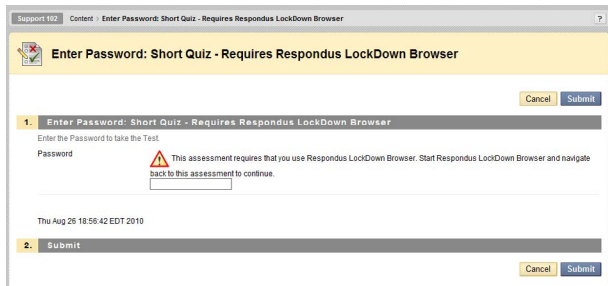 Support 102 Content > Enter Password: Short Quiz - Requires Respondus LockDown Browser ?
Enter Password: Short Quiz - Requires Respondus LockDown Browser
Cancel Submit
1. Enter Password: Short Quiz - Requires Respondus LockDown Browser
Enter the Password to take the Test.
Password This assessment requires that you use Respondus LockDown Browser. Start Respondus LockDown Browser and navigate
back to this assessment to continue.
Thu Aug 26 18:56:42 EDT 2010
2. Submit
Cancel Submit